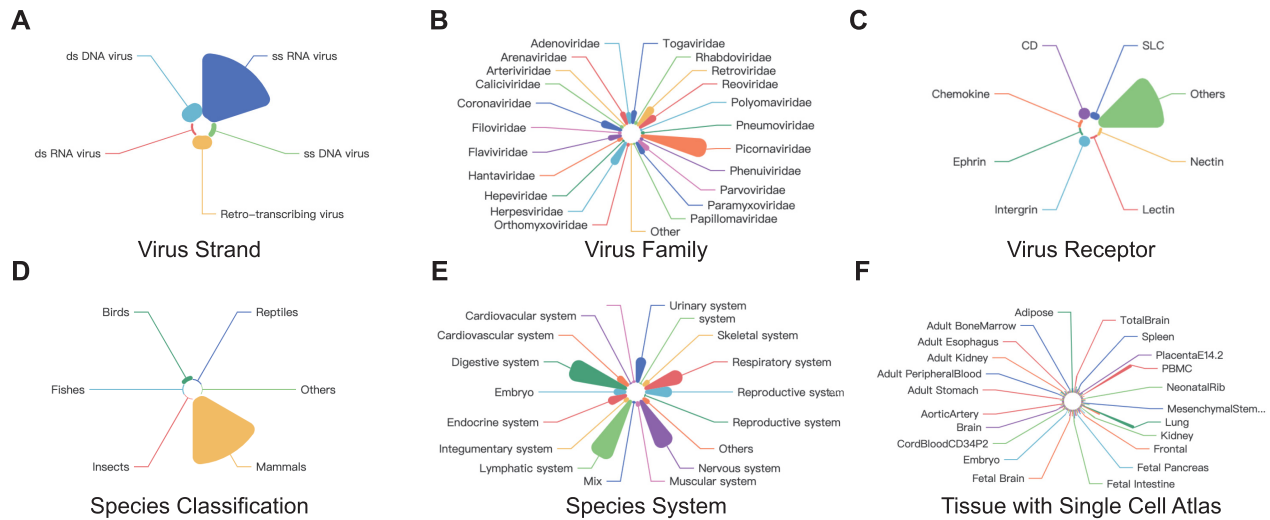 A
ds DNA virus
ss RNA virus
ds RNA virus
ss DNA virus
Retro-transcribing virus
Virus Strand
B
Adenoviridae
Togaviridae
Arenaviridae
Rhabdoviridae
Arteriviridae
Retroviridae
Caliciviridae
Reoviridae
Coronaviridae
Polyomaviridae
Filoviridae
Pneumoviridae
Flaviviridae
Picornaviridae
Hantaviridae
Phenuiviridae
Hepeviridae
Parvoviridae
Herpesviridae
Paramyxoviridae
Orthomyxoviridae
Papillomaviridae
Other
Virus Family
C
CD
SLC
Chemokine
Others
Ephrin
Nectin
Intergrin
Lectin
Virus Receptor
D
Birds
Reptiles
Fishes
Others
Insects
Mammals
Species Classification
E
Urinary system
Cardiovacular system
system
Cardiovascular system
Skeletal system
Digestive system
Respiratory system
Embryo
Reproductive system
Endocrine system
Reproductive system
Integumentary system
Others
Lymphatic system
Nervous system
Mix
Muscular system
Species System
F
Adipose
TotalBrain
Adult BoneMarrow
Spleen
Adult Esophagus
PlacentaE14.2
Adult Kidney
PBMC
Adult PeripheralBlood
NeonatalRib
Adult Stomach
MesenchymalStem...
AorticArtery
Lung
Brain
Kidney
CordBloodCD34P2
Frontal
Embryo
Fetal Pancreas
Fetal Brain
Fetal Intestine
Tissue with Single Cell Atlas